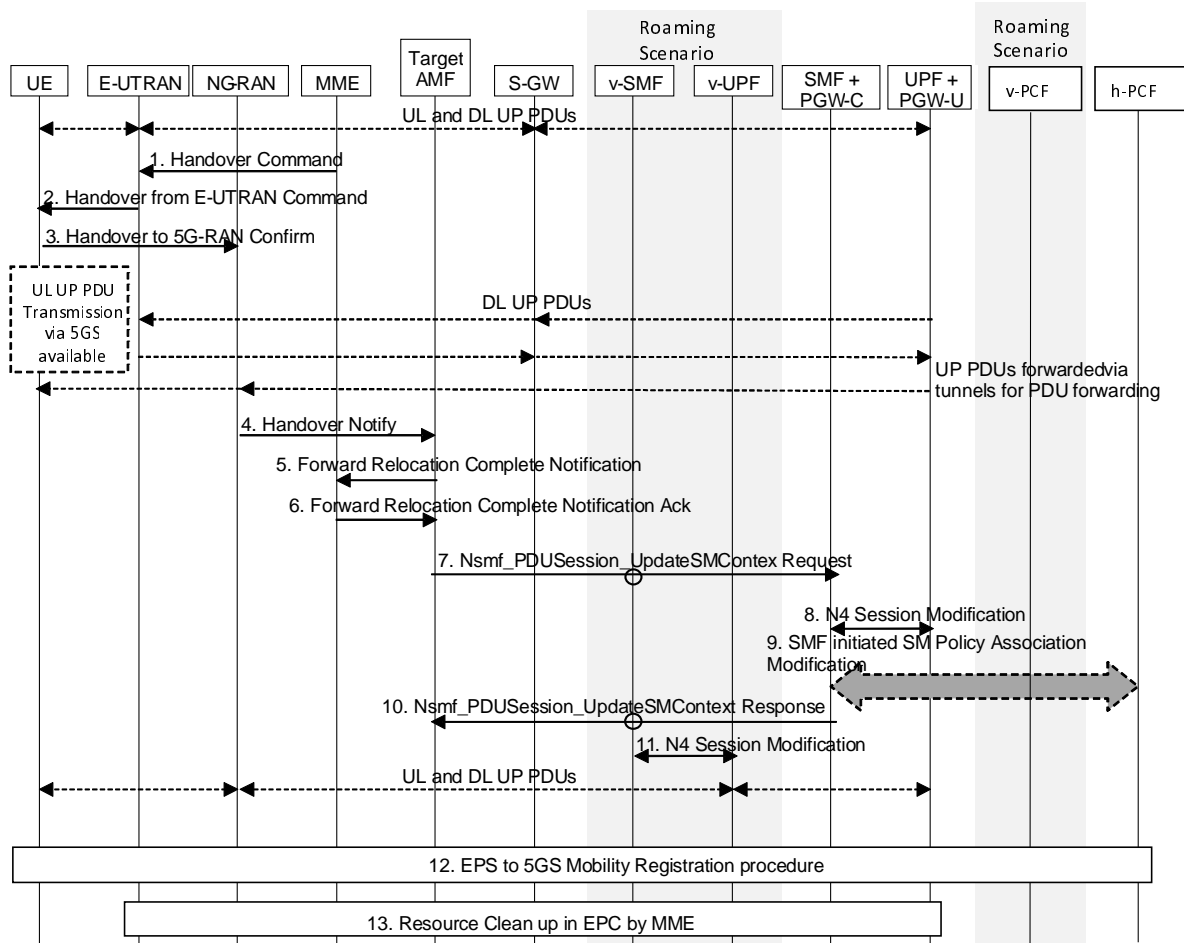 Roaming
Scenario
Roaming
Scenario
UE
E-UTRAN
NG-RAN
MME
Target
AMF
S-GW
v-SMF
v-UPF
SMF +
PGW-C
UPF +
PGW-U
v-PCF
h-PCF
UL and DL UP PDUs
1. Handover Command
2. Handover from E-UTRAN Command
3. Handover to 5G-RAN Confirm
UL UP PDU
Transmission
via 5GS
available
DL UP PDUs
UP PDUs forwardedvia
tunnels for PDU forwarding
4. Handover Notify
5. Forward Relocation Complete Notification
6. Forward Relocation Complete Notification Ack
7. Nsmf_PDUSession_UpdateSMContex Request
8. N4 Session Modification
9. SMF initiated SM Policy Association
Modification
10. Nsmf_PDUSession_UpdateSMContext Response
11. N4 Session Modification
UL and DL UP PDUs
12. EPS to 5GS Mobility Registration procedure
13. Resource Clean up in EPC by MME